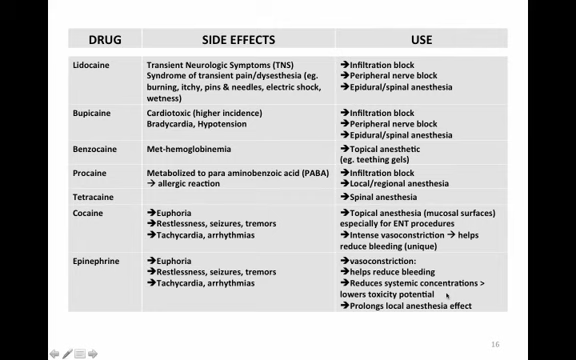 DRUG SIDE EFFECTS USE
Lidocaine
Transient Neurologic Symptoms (TNS)
Syndrome of transient pain/dysesthesia (eg.
burning, itchy, pins & needles, electric shock,
wetness)
➔Infiltration block
➔Peripheral nerve block
➔Epidural/spinal anesthesia
Bupicaine
Cardiotoxic (higher incidence)
Bradycardia, Hypotension
➔Infiltration block
➔Peripheral nerve block
➔Epidural/spinal anesthesia
Benzocaine
Met-hemoglobinemia
➔Topical anesthetic
(eg. teething gels)
Procaine
Metabolized to para aminobenzoic acid (PABA)
→ allergic reaction
➔Infiltration block
➔Local/regional anesthesia
Tetracaine
➔Spinal anesthesia
Cocaine
➔Euphoria
➔Restlessness, seizures, tremors
➔Tachycardia, arrhythmias
➔Topical anesthesia (mucosal surfaces)
especially for ENT procedures
➔Intense vasoconstriction → helps
reduce bleeding (unique)
Epinephrine
➔Euphoria
➔Restlessness, seizures, tremors
➔Tachycardia, arrhythmias
➔vasoconstriction:
➔helps reduce bleeding
➔Reduces systemic concentrations >
lowers toxicity potential
➔Prolongs local anesthesia effect
16